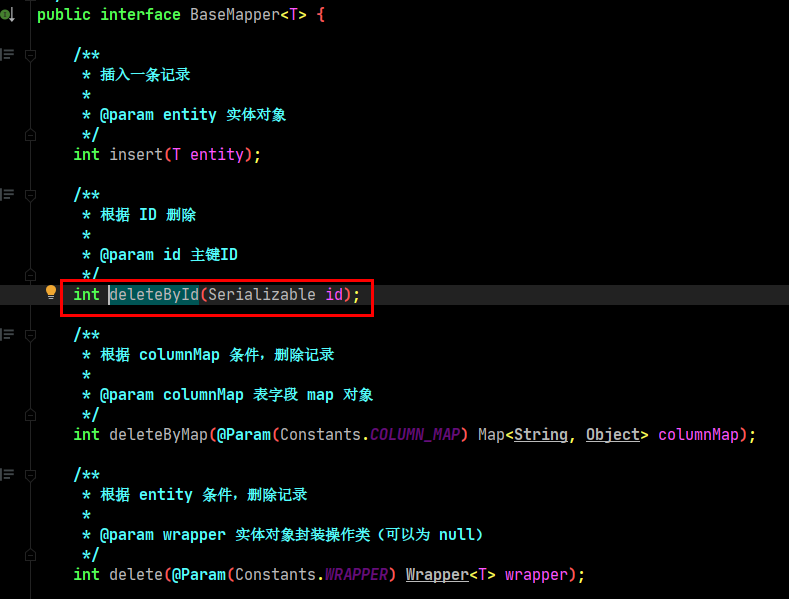 public interface BaseMapper<T> {
/**
* 插入一条记录
*
* @param entity 实体对象
*/
int insert(T entity);
/**
* 根据 ID 删除
*
* @param id 主键ID
*/
int deleteById(Serializable id);
/**
* 根据 columnMap 条件，删除记录
*
* @param columnMap 表字段 map 对象
*/
int deleteByMap(@Param(Constants.COLUMN_MAP) Map<String, Object> columnMap);
/**
* 根据 entity 条件，删除记录
*
* @param wrapper 实体对象封装操作类（可以为 null）
*/
int delete(@Param(Constants.WRAPPER) Wrapper<T> wrapper);